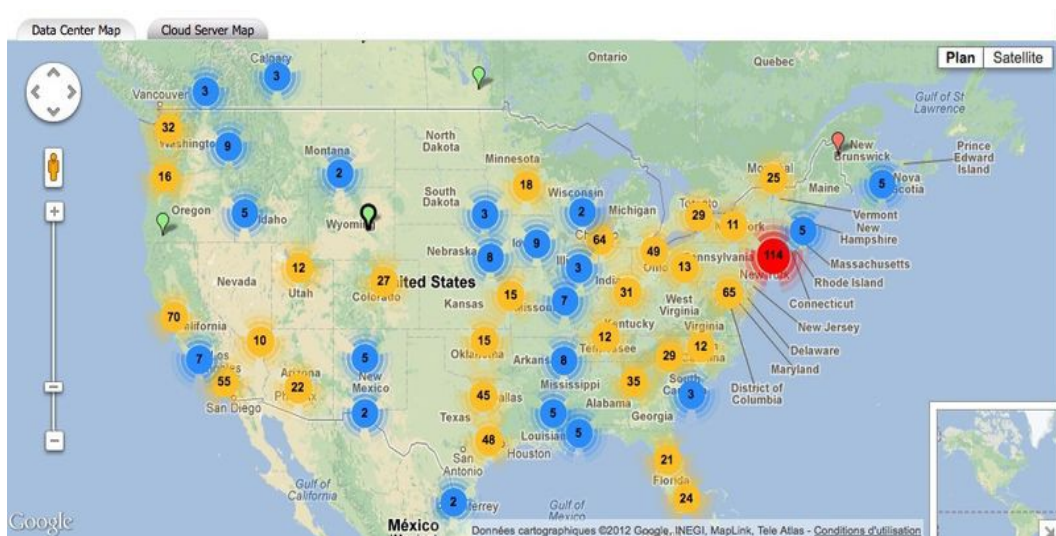 Data Center Map
Cloud Server Map
Plan
Satellite
Ontario
Quebec
Calgary
3
Vancouver
3
Gulf of St
Lawrence
32
Washington
9
North
Dakota
Minnesota
Montana
2
New
Brunswick
Prince
Edward
Island
16
18
Wisconsin
25
Maine
5
Nova
Scotia
Oregon
5
Idaho
South
Dakota
3
2
Michigan
29
11
Vermont
New
Hampshire
Wyoming
5
64
49
Nebraska
8
9
114
Massachusetts
Rhode Island
Connecticut
Nevada
12
Utah
27
Colorado
United States
3
13
Pennsylvania
Ohio
Kansas
15
7
31
West
Virginia
65
New Jersey
70
California
Kentucky
Virginia
Delaware
Maryland
10
15
Oklahoma
12
Tennessee
12
7
5
Arkansas
8
29
55
22
Arizona
New
Mexico
Mississippi
35
South
3
District of
Columbia
San Diego
2
45
Dallas
Alabama
Georgia
Texas
5
5
Louisiana
48
Houston
San
Antonio
21
Florida
24
Gulf of
California
2
Monterrey
Gulf of
Mexico
México
Google
Données cartographiques ©2012 Google, INEGI, MapLink, Tele Atlas - Conditions d'utilisation